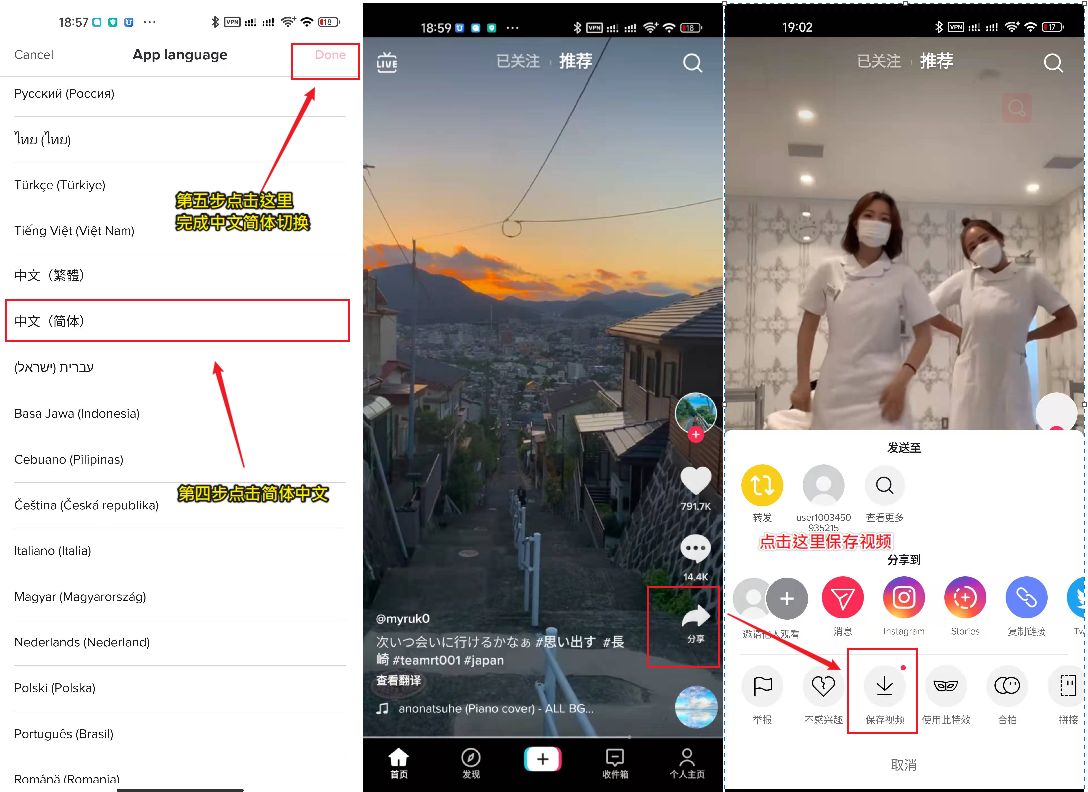 18:57
VPN
18
Cancel
App language
Done
Русский (Россия)
ไทย (ไทย)
第五步点击这里
完成中文简体切换
Türkçe (Türkiye)
Tiếng Việt (Việt Nam)
中文（繁體）
中文（简体）
עברית (ישראל)
Basa Jawa (Indonesia)
Cebuano (Pilipinas)
第四步点击简体中文
Čeština (Česká republika)
Italiano (Italia)
Magyar (Magyarország)
Nederlands (Nederland)
Polski (Polska)
Português (Brasil)
Română (Romania)
18:59
VPN
18
LIVE
已关注
推荐
791.7K
14.4K
分享
@myruk0
次いつ会いに行けるかなぁ #思い出す #長
崎 #teamrt001 #japan
查看翻译
anonatsuhe (Piano cover) - ALL BG...
首页
发现
收件箱
个人主页
19:02
VPN
17
已关注
推荐
发送至
转发
user1003450
935215
查看更多
点击这里保存视频
分享到
邀请他人观看
消息
Instagram
Stories
复制链接
Tw
举报
不感兴趣
保存视频
使用此特效
合拍
拼接
取消